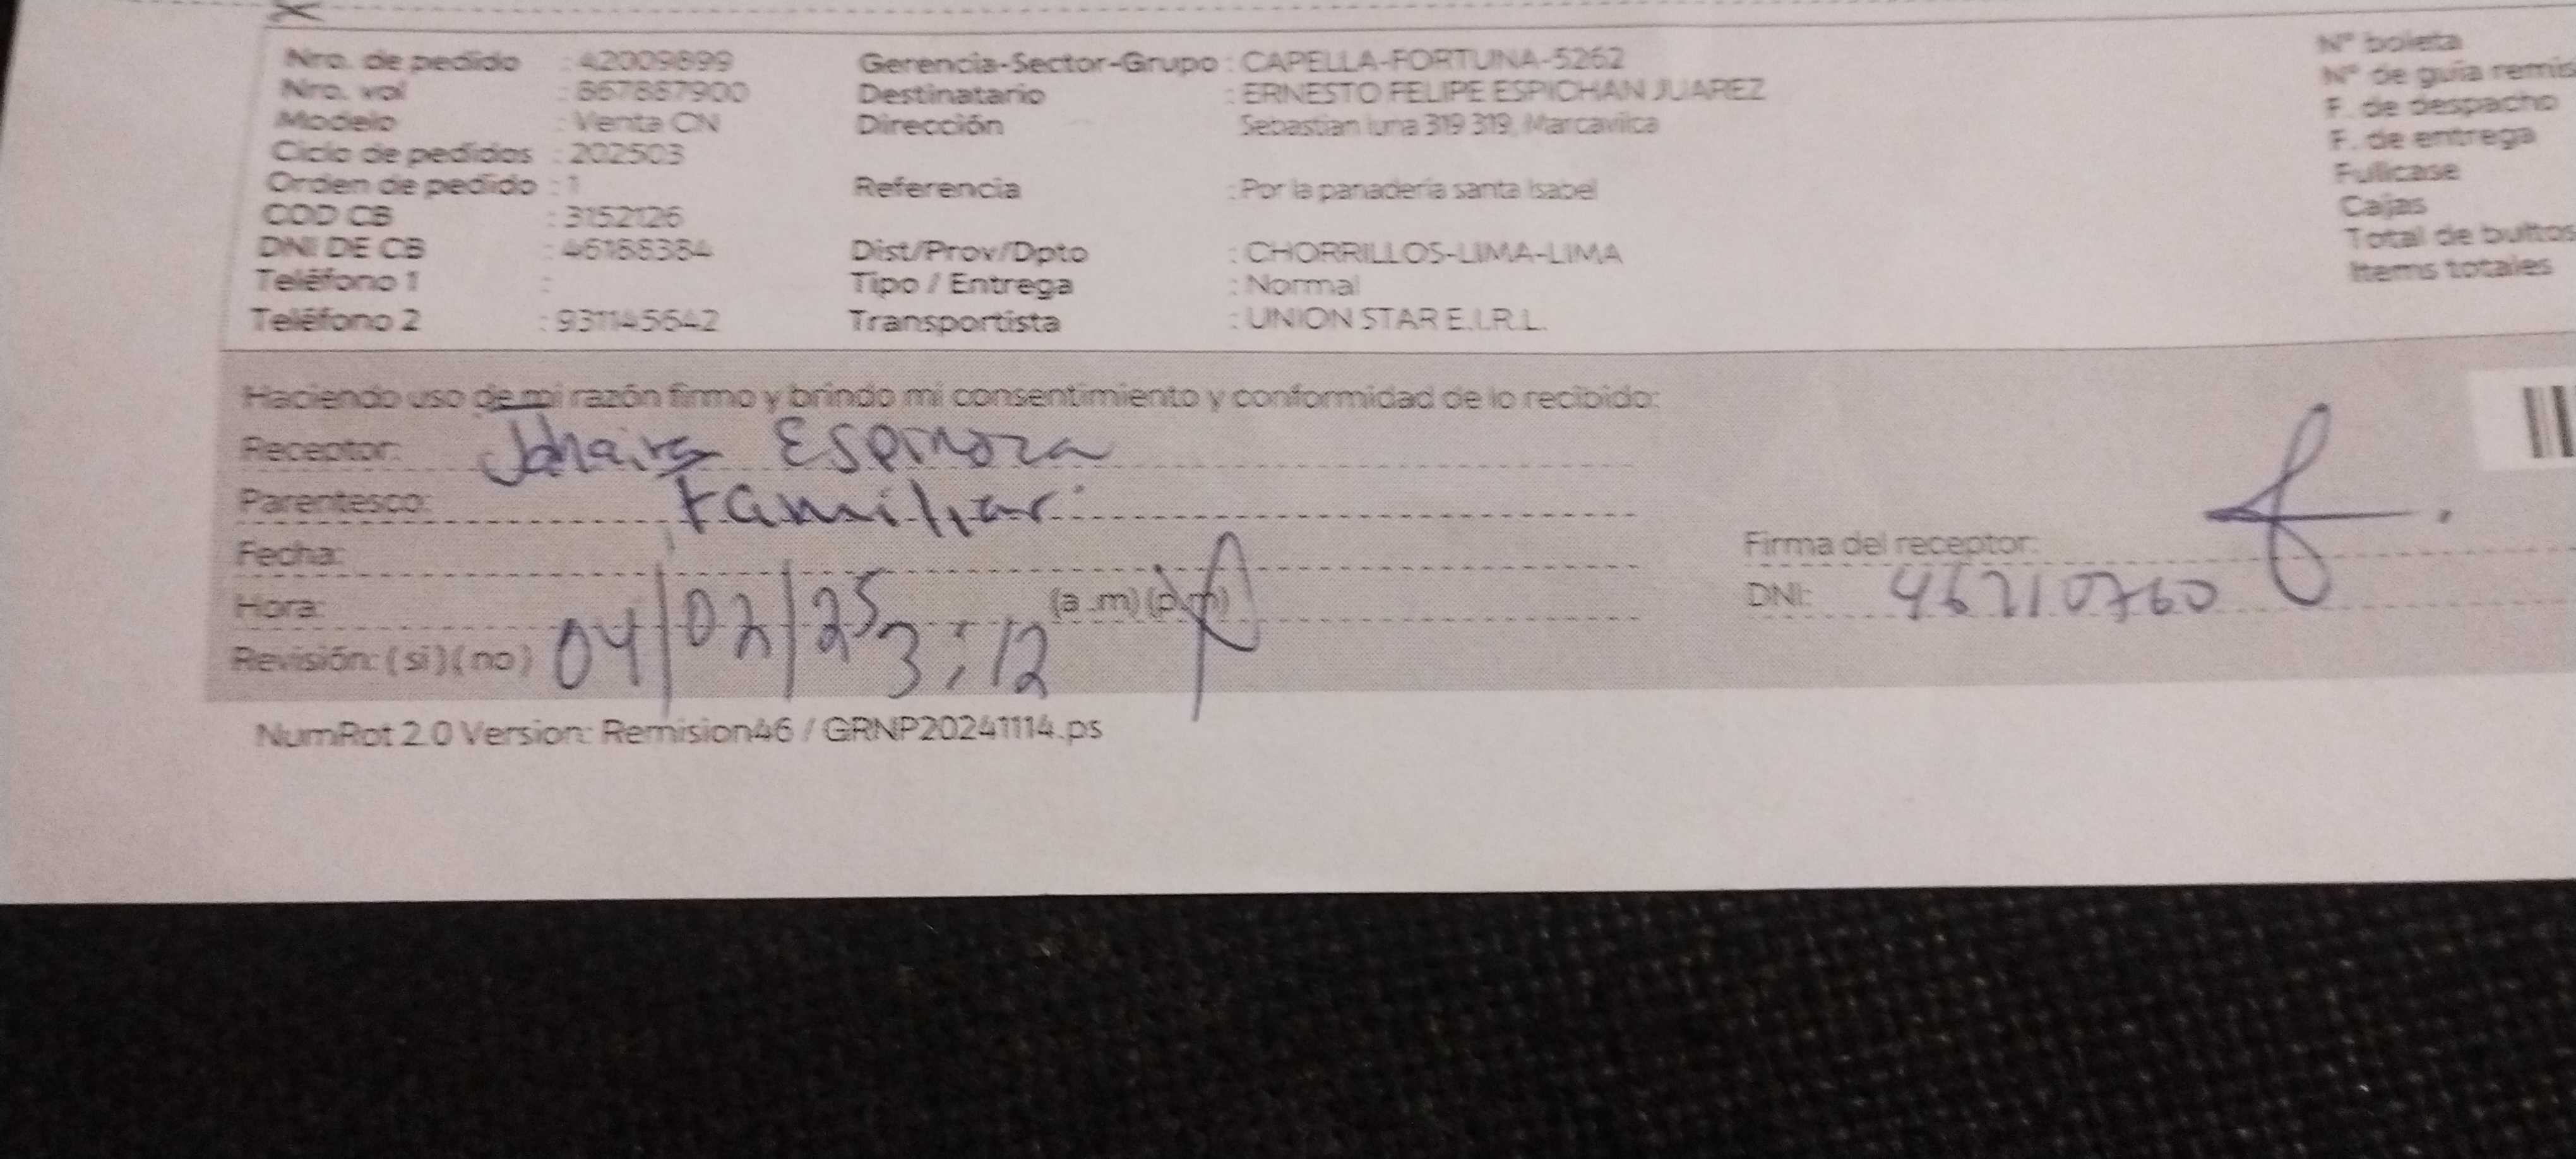 Nro. de pedido : 42009899
Nro. val : 867887900
Modelo : Venta CN
Ciclo de pedidos : 202503
Orden de pedido : 1
COD CB : 3152126
DNI DE CB : 46188384
Teléfono 1 :
Teléfono 2 : 931145642
Gerencia-Sector-Grupo : CAPELLA-FORTUNA-5262
Destinatario : ERNESTO FELIPE ESPICHAN JUAREZ
Dirección Sebastian luna 319 319, Marcavilca
Referencia : Por la panadería santa Isabel
Dist/Prov/Dpto : CHORRILLOS-LIMA-LIMA
Tipo / Entrega : Normal
Transportista : UNION STAR E.I.R.L.
N° boleta
N° de guía remis
F. de despacho
F. de entrega
Fullcase
Cajas
Total de bultos
Items totales
Haciendo uso de mi razón firmo y brindo mi consentimiento y conformidad de lo recibido:
Receptor: Jahaira Espinoza
Parentesco: Familiar
Fecha: 04/02/25
Hora: 3:12 (a.m) (p.m)
Revisión: (si) (no)
Firma del receptor:
DNI: 46710760
NumRot 2.0 Version: Remision46 / GRNP20241114.ps